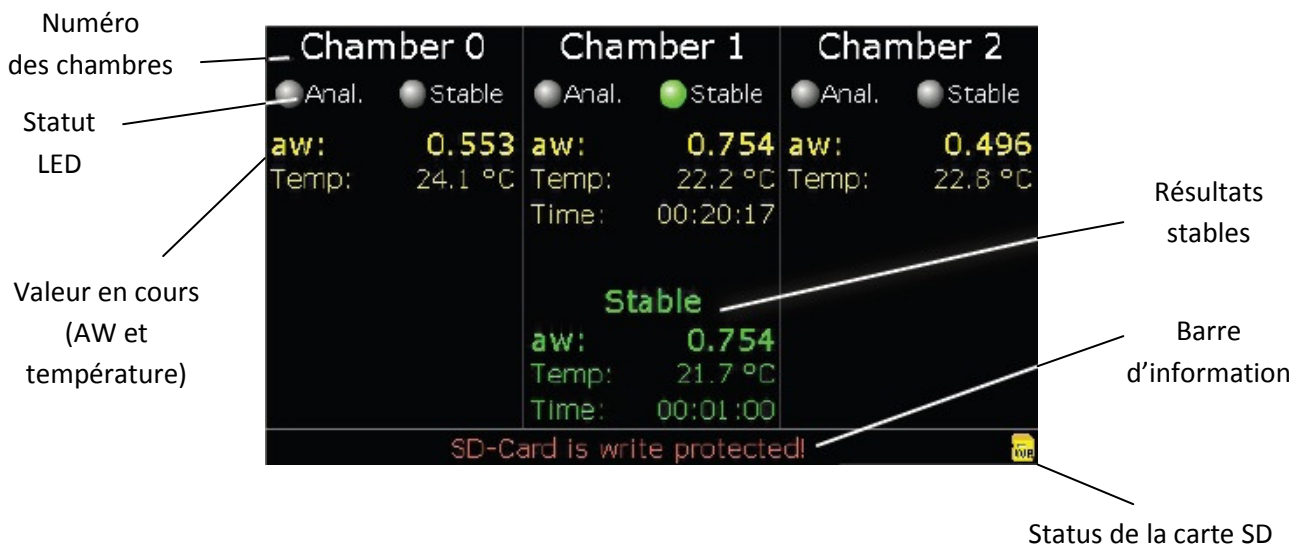 Numéro
des chambres
Statut
LED
Valeur en cours
(AW et
température)
Chamber 0
Anal. Stable
aw: 0.553
Temp: 24.1 °C
Chamber 1
Anal. Stable
aw: 0.754
Temp: 22.2 °C
Time: 00:20:17
Stable
aw: 0.754
Temp: 21.7 °C
Time: 00:01:00
Chamber 2
Anal. Stable
aw: 0.496
Temp: 22.8 °C
SD-Card is write protected!
Résultats
stables
Barre
d’information
Status de la carte SD